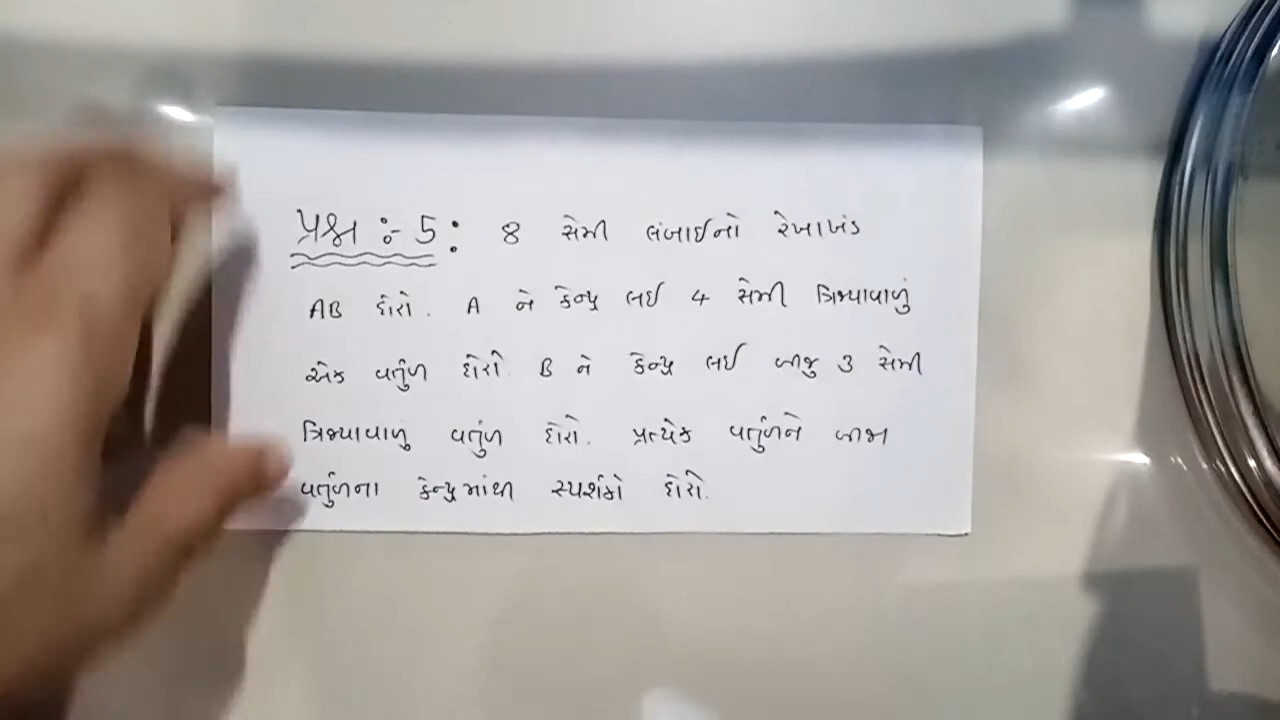 પ્રશ્ન :- 5 : 8 સેમી લંબાઈનો રેખાખંડ
AB દોરો. A ને કેન્દ્ર લઈ 4 સેમી ત્રિજ્યાવાળું
એક વર્તુળ દોરો. B ને કેન્દ્ર લઈ બીજુ 3 સેમી
ત્રિજ્યાવાળુ વર્તુળ દોરો. પ્રત્યેક વર્તુળને બીજા
વર્તુળના કેન્દ્રમાંથી સ્પર્શકો દોરો.